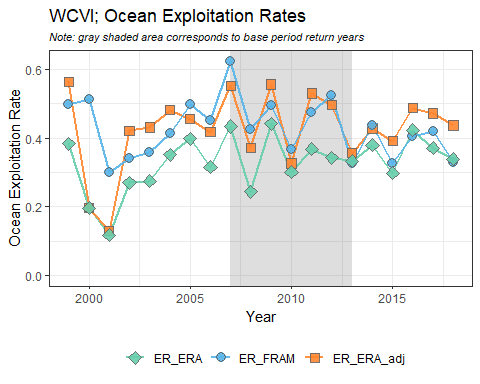 WCVI; Ocean Exploitation Rates
Note: gray shaded area corresponds to base period return years
Ocean Exploitation Rate
0.6
0.4
0.2
0.0
2000
2005
2010
2015
Year
ER_ERA
ER_FRAM
ER_ERA_adj